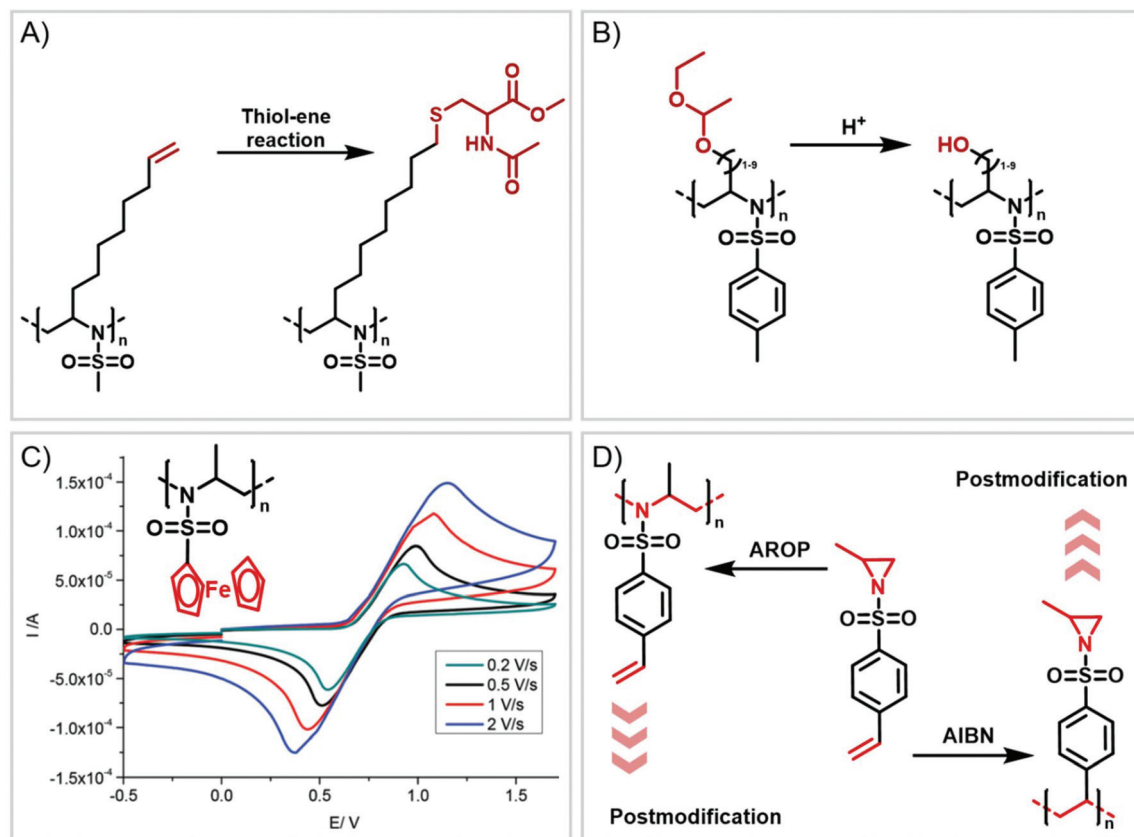 A)
Thiol-ene
reaction
S
O
O
HN
O
N
n
O=S=O
N
n
O=S=O
B)
O
O
1-9
H+
HO
1-9
N
n
O=S=O
N
n
O=S=O
C)
1.5x10-4
1.0x10-4
5.0x10-5
0.0
-5.0x10-5
-1.0x10-4
-1.5x10-4
I /A
N
n
O=S=O
Fe
0.2 V/s
0.5 V/s
1 V/s
2 V/s
-0.5
0.0
0.5
1.0
1.5
E/ V
D)
Postmodification
N
n
O=S=O
AROP
N
O=S=O
N
O=S=O
AIBN
n
Postmodification